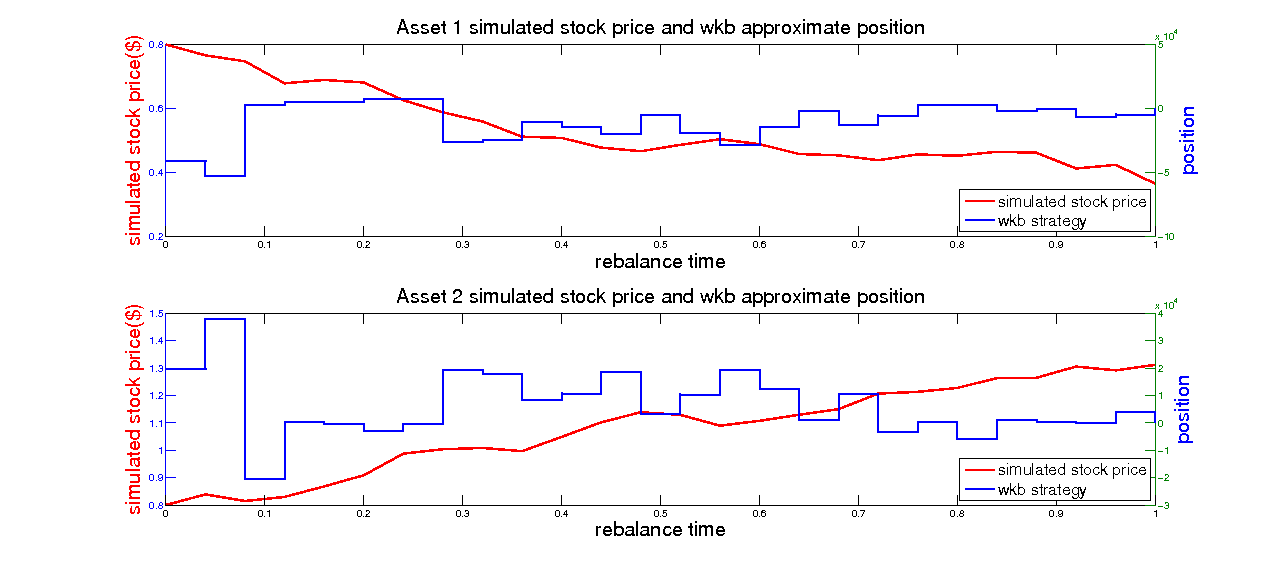 Asset 1 simulated stock price and wkb approximate position
x 10^4
simulated stock price($)
0.8
0.6
0.4
0.2
5
0
-5
-10
position
simulated stock price
wkb strategy
0 0.1 0.2 0.3 0.4 0.5 0.6 0.7 0.8 0.9 1
rebalance time
Asset 2 simulated stock price and wkb approximate position
x 10^4
simulated stock price($)
1.5
1.4
1.3
1.2
1.1
1
0.9
0.8
4
3
2
1
0
-1
-2
-3
position
simulated stock price
wkb strategy
0 0.1 0.2 0.3 0.4 0.5 0.6 0.7 0.8 0.9 1
rebalance time